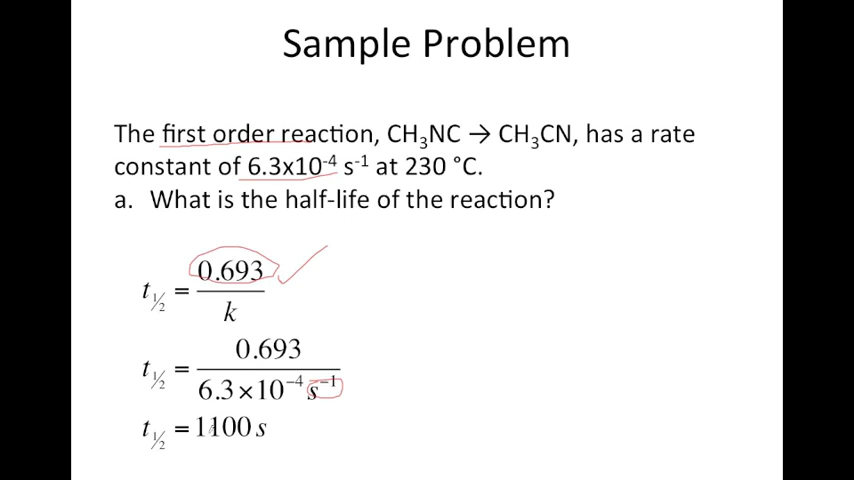 Sample Problem
The first order reaction, CH₃NC → CH₃CN, has a rate
constant of 6.3x10⁻⁴ s⁻¹ at 230 °C.
a. What is the half-life of the reaction?
t½ = 0.693 / k
t½ = 0.693 / 6.3×10⁻⁴ s⁻¹
t½ = 1100 s